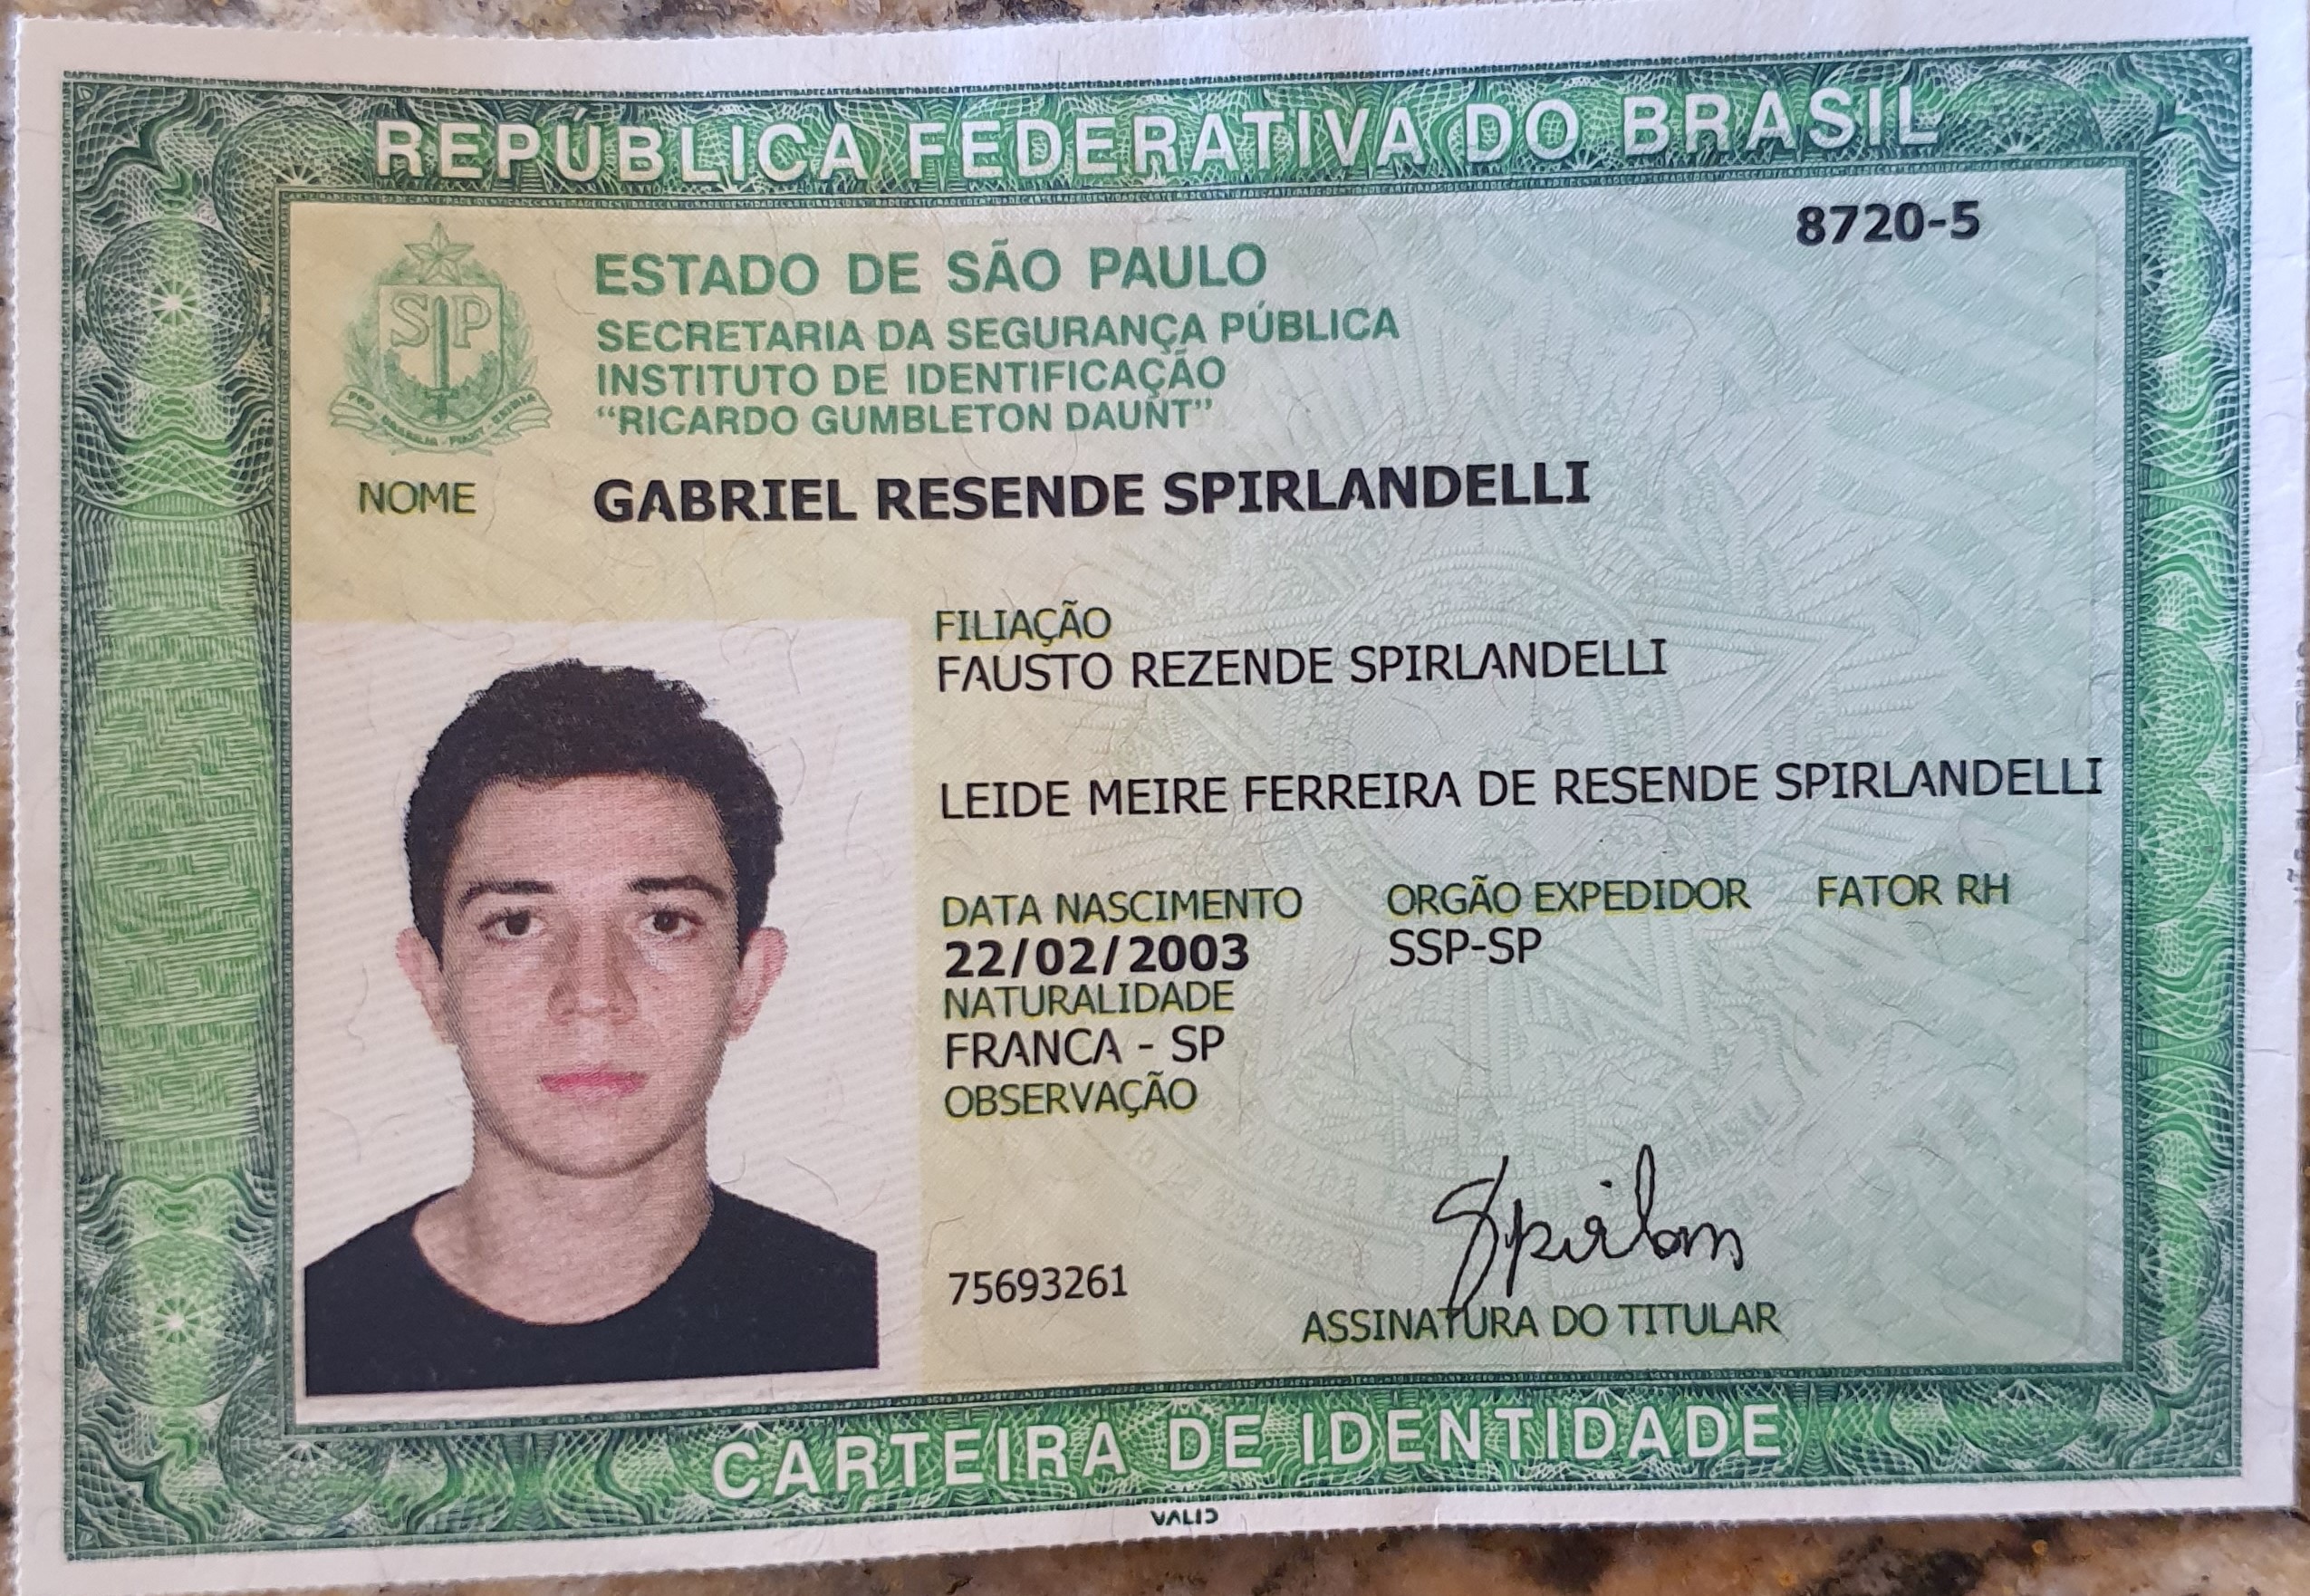 REPÚBLICA FEDERATIVA DO BRASIL
8720-5
ESTADO DE SÃO PAULO
SECRETARIA DA SEGURANÇA PÚBLICA
INSTITUTO DE IDENTIFICAÇÃO
“RICARDO GUMBLETON DAUNT”
NOME GABRIEL RESENDE SPIRLANDELLI
FILIAÇÃO
FAUSTO REZENDE SPIRLANDELLI
LEIDE MEIRE FERREIRA DE RESENDE SPIRLANDELLI
DATA NASCIMENTO ORGÃO EXPEDIDOR FATOR RH
22/02/2003 SSP-SP
NATURALIDADE
FRANCA - SP
OBSERVAÇÃO
Spirlan
75693261
ASSINATURA DO TITULAR
CARTEIRA DE IDENTIDADE
VALID